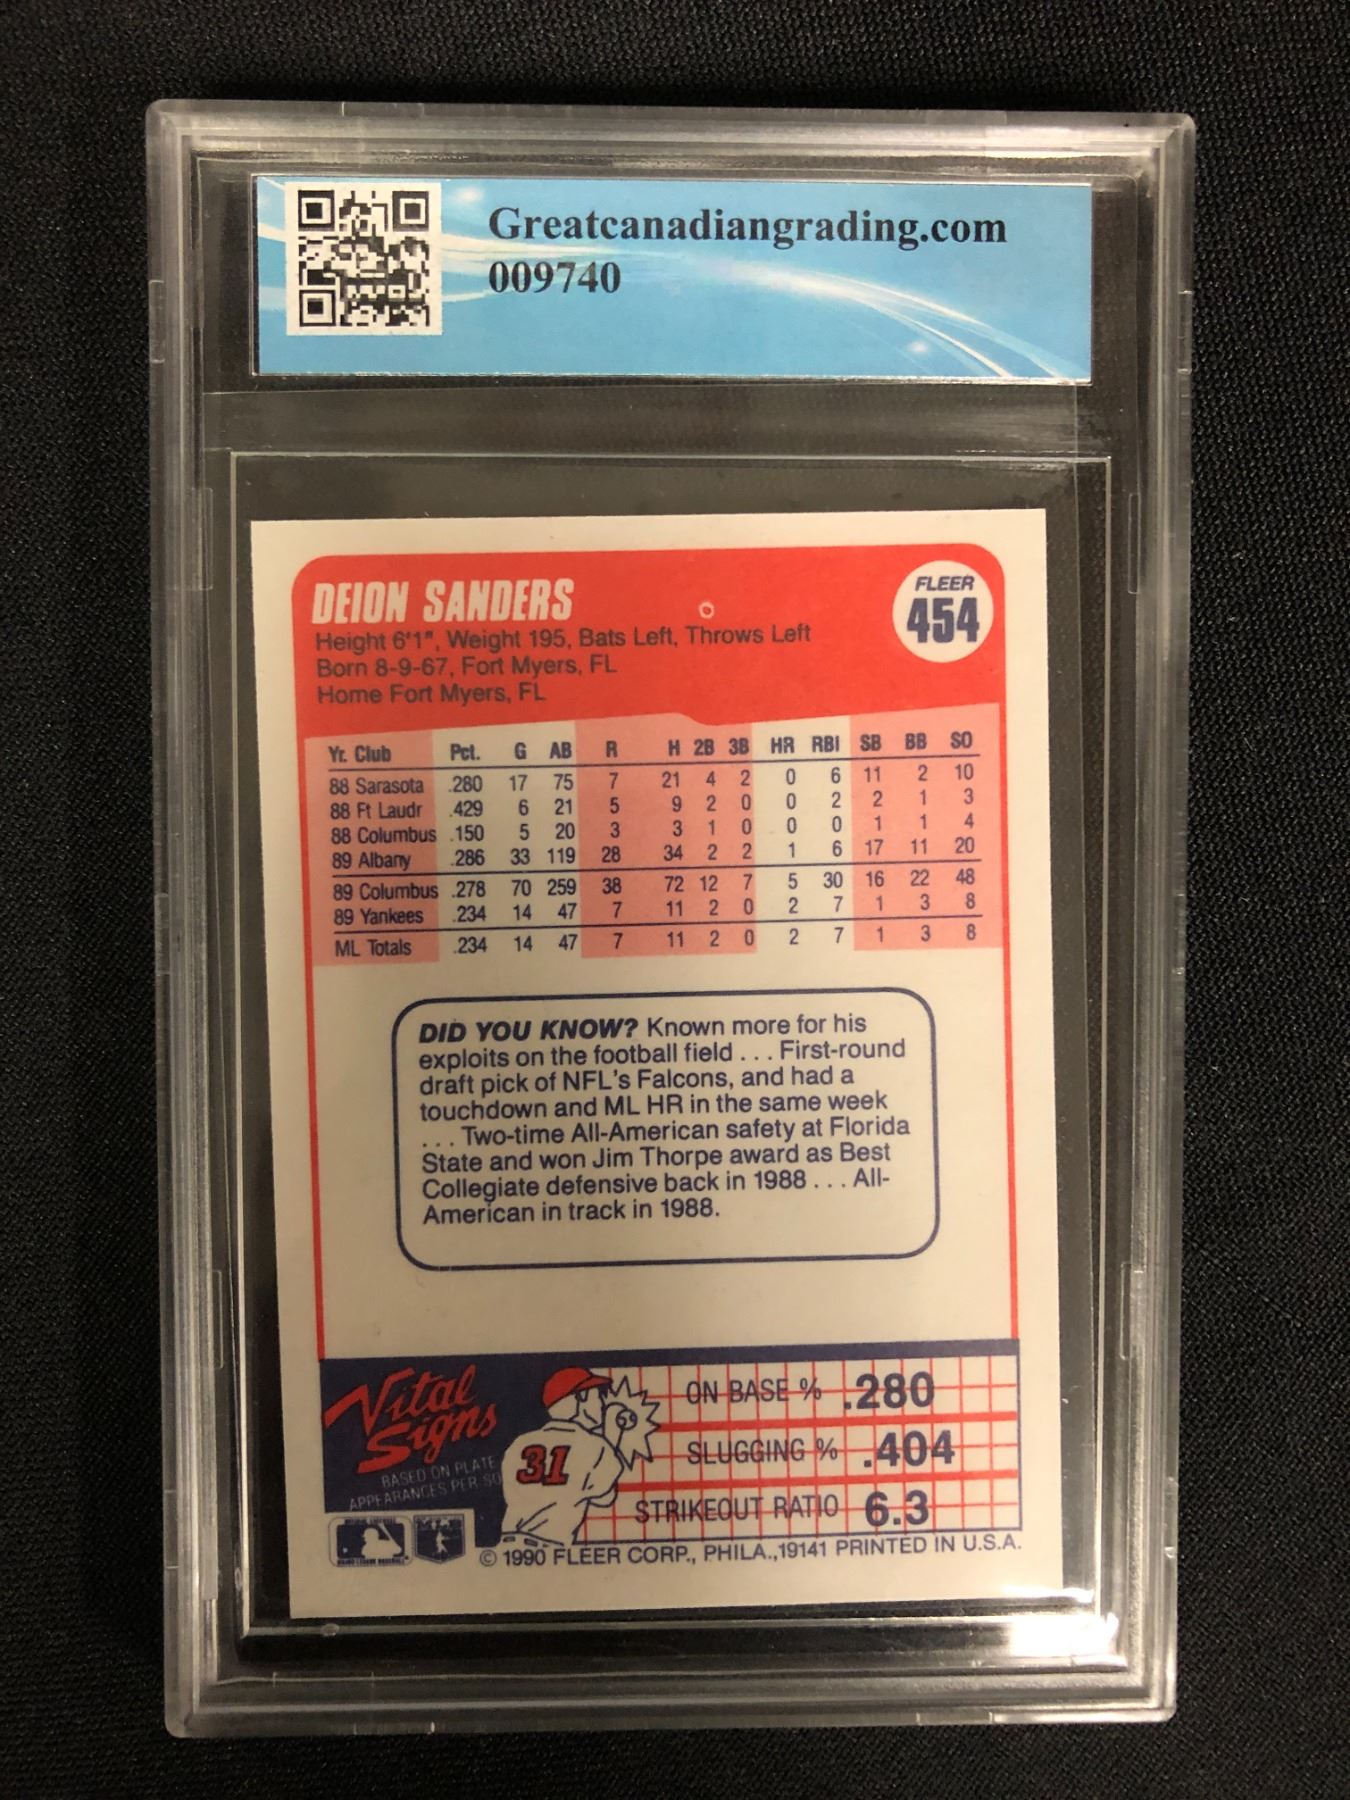 Greatcanadiangrading.com
009740
DEION SANDERS
FLEER
454
Height 6'1", Weight 195, Bats Left, Throws Left
Born 8-9-67, Fort Myers, FL
Home Fort Myers, FL
Yr. Club Pct. G AB R H 2B 3B HR RBI SB BB SO
88 Sarasota .280 17 75 7 21 4 2 0 6 11 2 10
88 Ft Laudr .429 6 21 5 9 2 0 0 2 2 1 3
88 Columbus .150 5 20 3 3 1 0 0 0 1 1 4
89 Albany .286 33 119 28 34 2 2 1 6 17 11 20
89 Columbus .278 70 259 38 72 12 7 5 30 16 22 48
89 Yankees .234 14 47 7 11 2 0 2 7 1 3 8
ML Totals .234 14 47 7 11 2 0 2 7 1 3 8
DID YOU KNOW? Known more for his
exploits on the football field . . . First-round
draft pick of NFL's Falcons, and had a
touchdown and ML HR in the same week
. . . Two-time All-American safety at Florida
State and won Jim Thorpe award as Best
Collegiate defensive back in 1988 . . . All-
American in track in 1988.
Vital
Signs
BASED ON PLATE
APPEARANCES PER SO
31
ON BASE % .280
SLUGGING % .404
STRIKEOUT RATIO 6.3
© 1990 FLEER CORP., PHILA.,19141 PRINTED IN U.S.A.